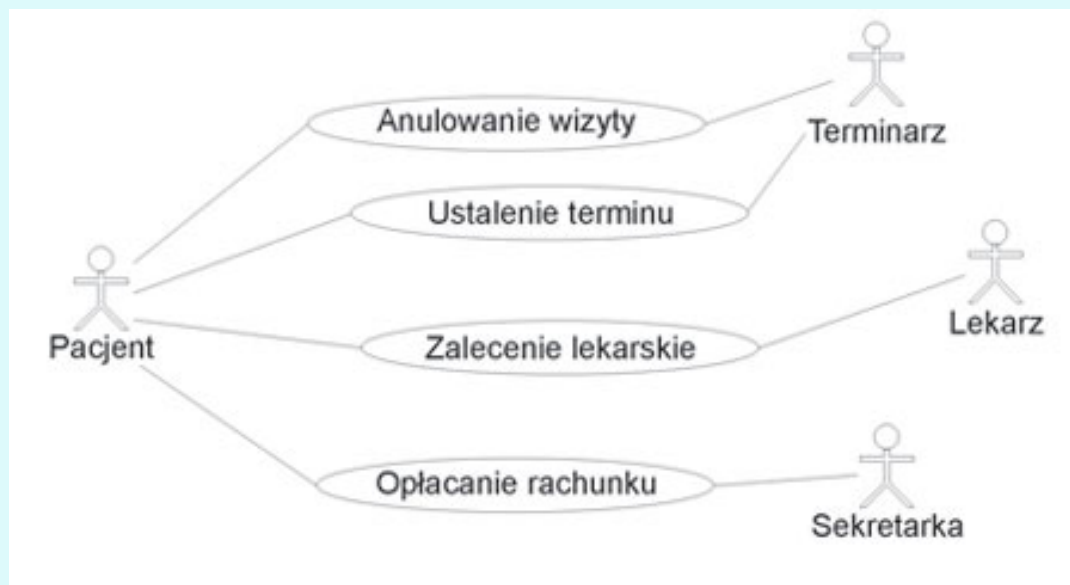 Anulowanie wizyty
Terminarz
Ustalenie terminu
Pacjent
Zalecenie lekarskie
Lekarz
Opłacanie rachunku
Sekretarka